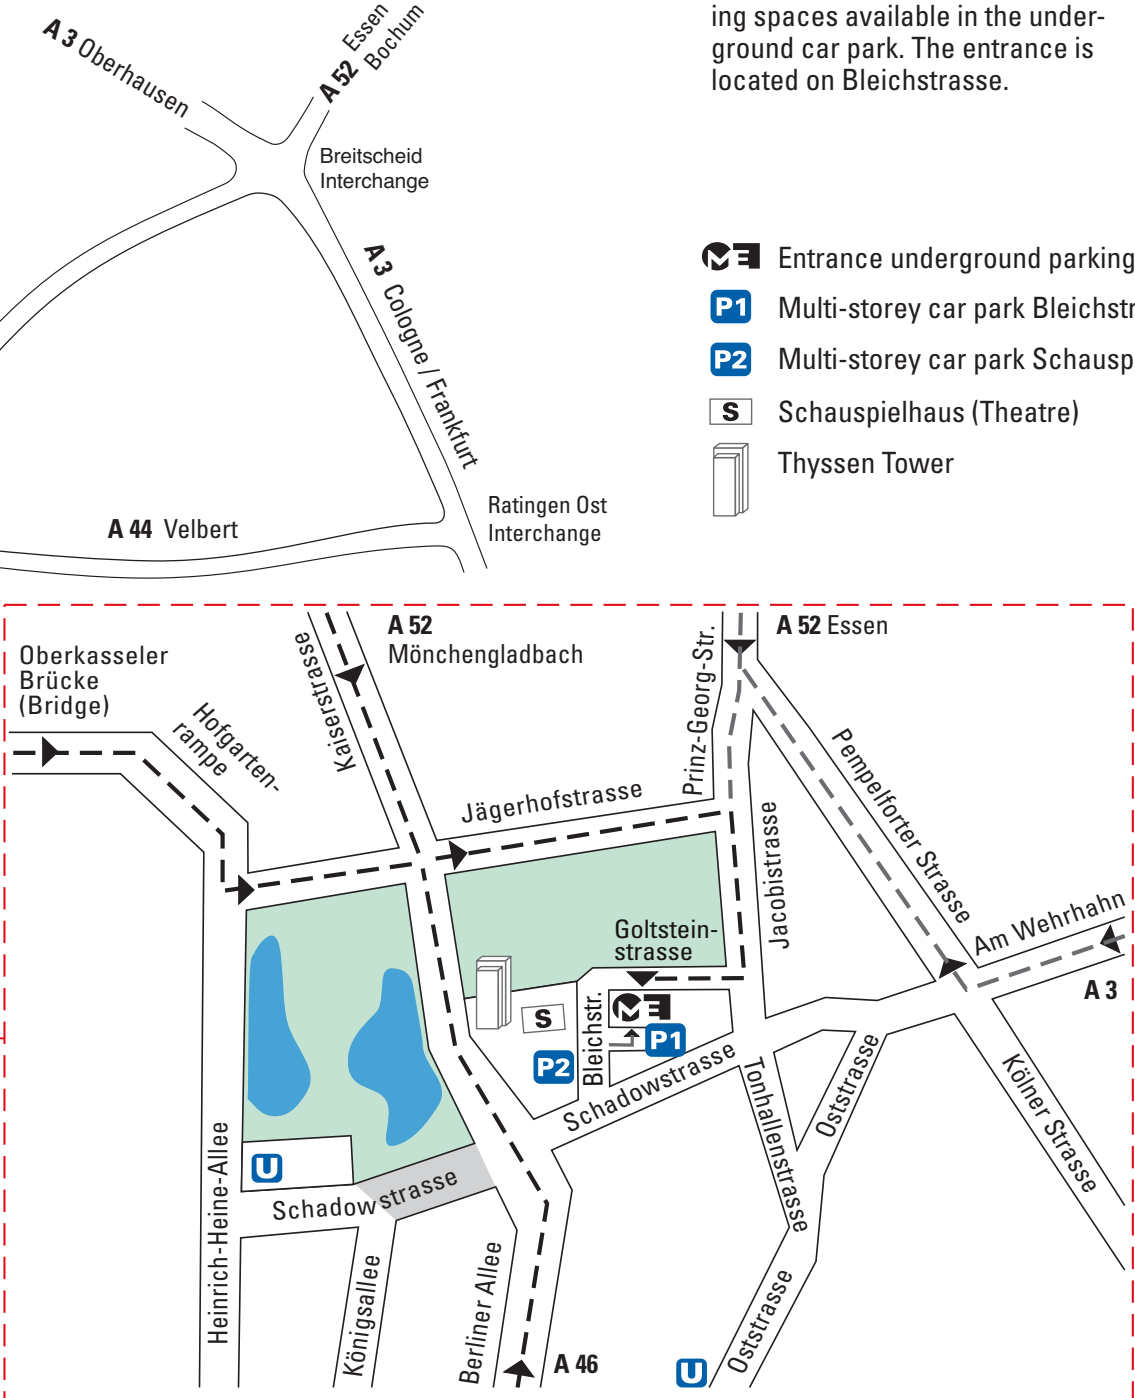 ing spaces available in the under-
ground car park. The entrance is
located on Bleichstrasse.
A 3 Oberhausen
A 52 Essen
Bochum
Breitscheid
Interchange
A 3 Cologne / Frankfurt
Ratingen Ost
Interchange
A 44 Velbert
ME Entrance underground parking
P1 Multi-storey car park Bleichstr
P2 Multi-storey car park Schausp
S Schauspielhaus (Theatre)
Thyssen Tower
A 52
Mönchengladbach
A 52 Essen
Oberkasseler
Brücke
(Bridge)
Hofgarten-
rampe
Kaiserstrasse
Prinz-Georg-Str.
Jägerhofstrasse
Pempelforter Strasse
Jacobistrasse
Am Wehrhahn
A 3
Goltstein-
strasse
ME
S
P1
P2
Bleichstr.
Schadowstrasse
Tonhallenstrasse
Oststrasse
Kölner Strasse
U
Schadowstrasse
Heinrich-Heine-Allee
Königsallee
Berliner Allee
A 46
U
Oststrasse